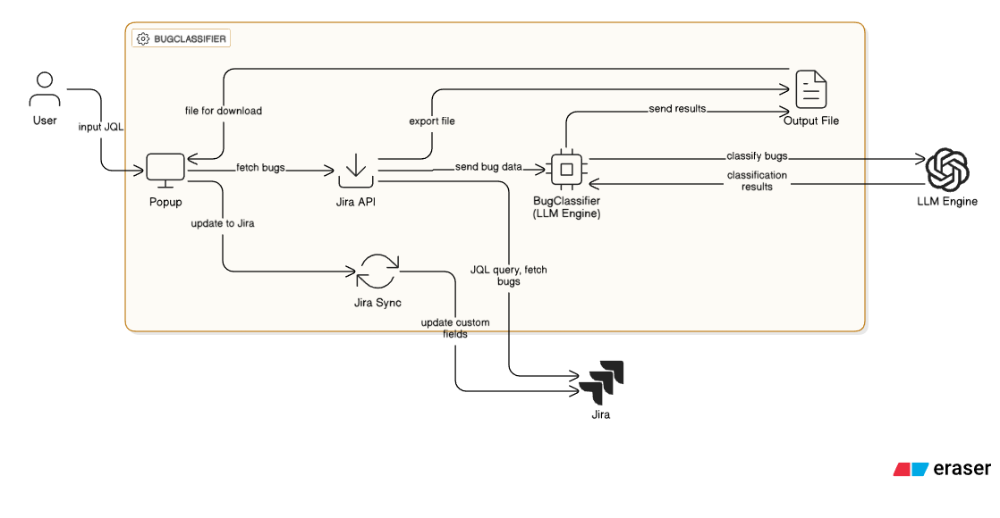 BUGCLASSIFIER
file for download
User
input JQL
export file
send results
Output File
fetch bugs
send bug data
classify bugs
classification
results
Popup
Jira API
BugClassifier
(LLM Engine)
LLM Engine
update to Jira
JQL query, fetch
bugs
Jira Sync
update custom
fields
Jira
eraser